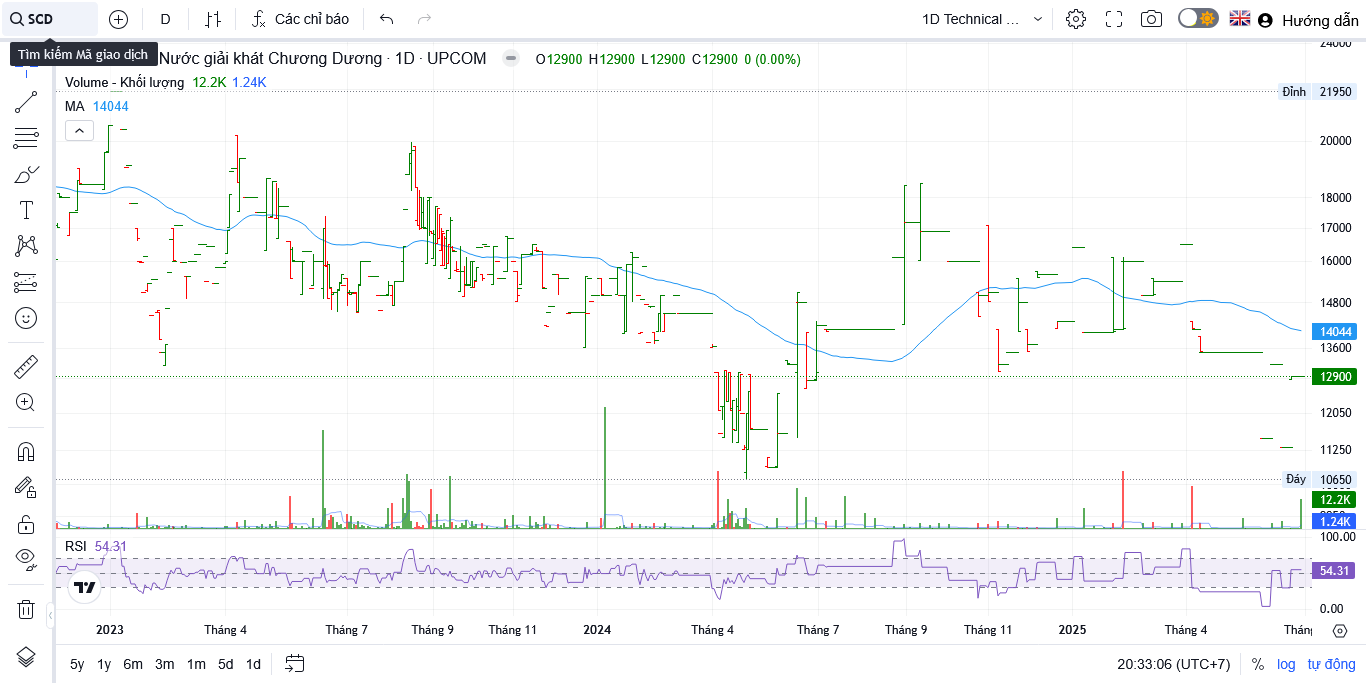 SCD D Các chỉ báo 1D Technical ... Hướng dẫn
Tìm kiếm Mã giao dịch
Nước giải khát Chương Dương · 1D · UPCOM O12900 H12900 L12900 C12900 0 (0.00%)
Volume - Khối lượng 12.2K 1.24K
MA 14044
24000
Đỉnh 21950
20000
18000
17000
16000
14800
14044
13600
12900
12050
11250
Đáy 10650
12.2K
1.24K
RSI 54.31
100.00
54.31
0.00
2023 Tháng 4 Tháng 7 Tháng 9 Tháng 11 2024 Tháng 4 Tháng 7 Tháng 9 Tháng 11 2025 Tháng 4
5y 1y 6m 3m 1m 5d 1d 20:33:06 (UTC+7) % log tự động